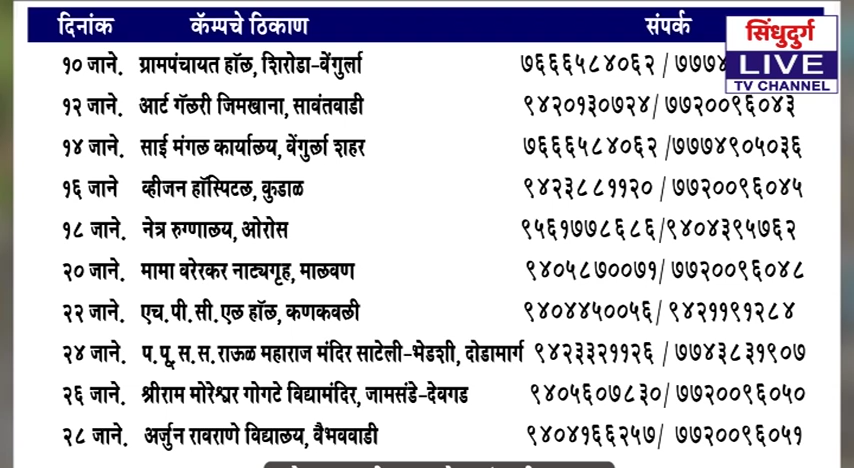 दिनांक कॅम्पचे ठिकाण संपर्क
सिंधुदुर्ग
LIVE
TV CHANNEL
१० जाने. ग्रामपंचायत हॉल, शिरोडा-वेंगुर्ला ७६६६५८४०६२ / ७७७४
१२ जाने. आर्ट गॅलरी जिमखाना, सावंतवाडी ९४२०१३०७२४/ ७७२००९६०४३
१४ जाने. साई मंगल कार्यालय, वेंगुर्ला शहर ७६६६५८४०६२ /७७७४९०५०३६
१६ जाने व्हीजन हॉस्पिटल, कुडाळ ९४२३८८११२० / ७७२००९६०४५
१८ जाने. नेत्र रुग्णालय, ओरोस ९५६१७७८६८६/९४०४३९५७६२
२० जाने. मामा वरेरकर नाट्यगृह, मालवण ९४०५८७००७१/ ७७२००९६०४८
२२ जाने. एच.पी.सी.एल हॉल, कणकवली ९४०४४५००५६/ ९४२११९१२८४
२४ जाने. प.पू.स.स.राऊळ महाराज मंदिर साटेली-भेडशी, दोडामार्ग ९४२३३२११२६ / ७७४३८३१९०७
२६ जाने. श्रीराम मोरेश्वर गोगटे विद्यामंदिर, जामसंडे-देवगड ९४०५६०७८३०/ ७७२००९६०५०
२८ जाने. अर्जुन रावराणे विद्यालय, वैभववाडी ९४०४१६६२५७/ ७७२००९६०५१